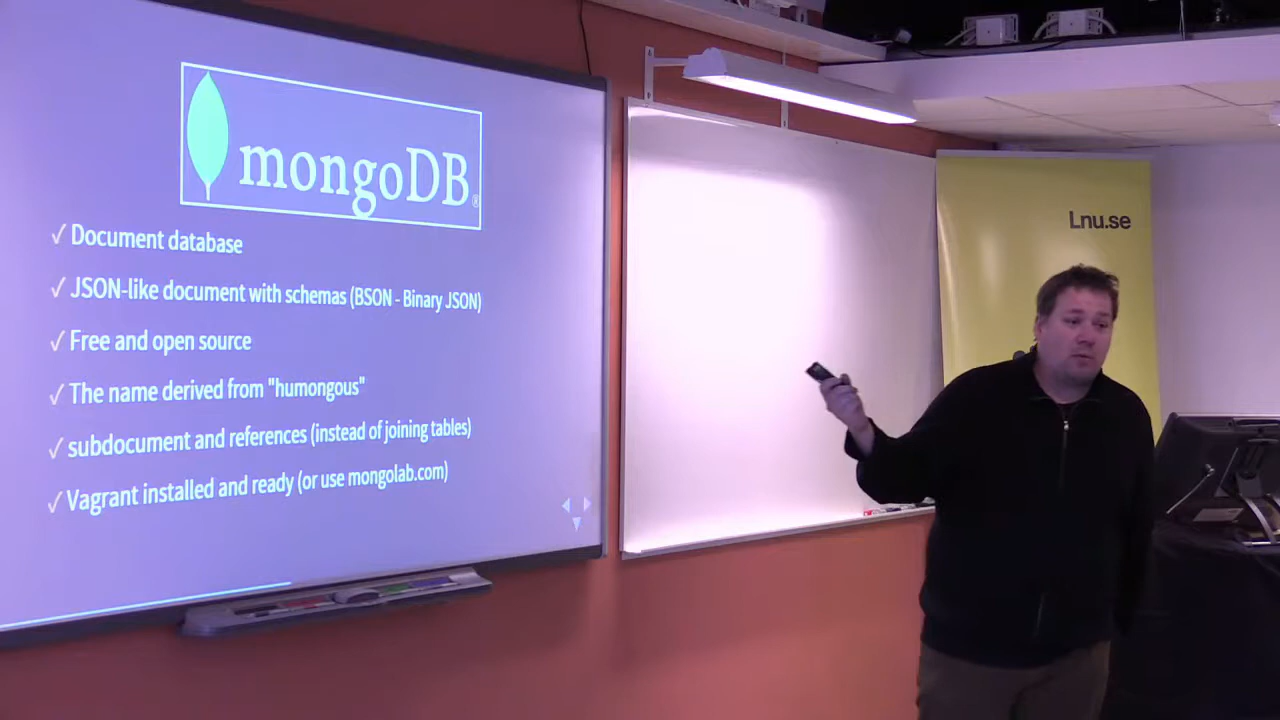 mongoDB®
✓ Document database
✓ JSON-like document with schemas (BSON - Binary JSON)
✓ Free and open source
✓ The name derived from "humongous"
✓ subdocument and references (instead of joining tables)
✓ Vagrant installed and ready (or use mongolab.com)
Lnu.se